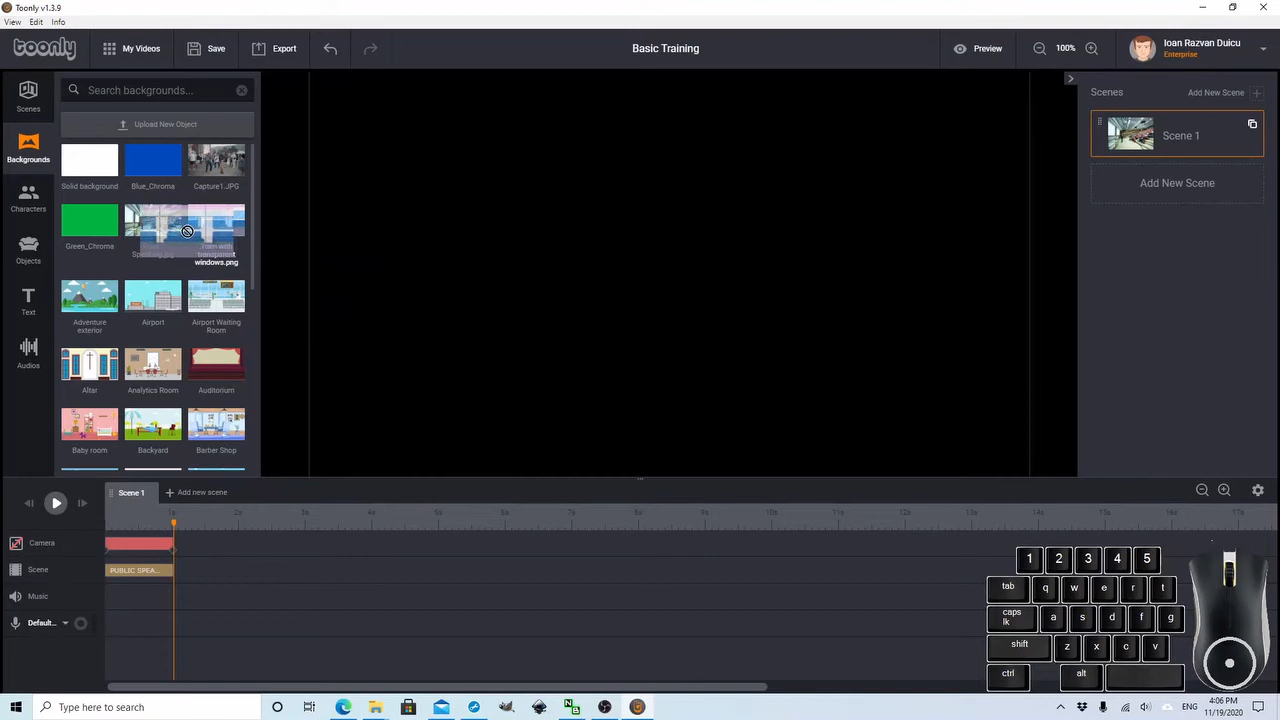 Toonly v1.3.9
View Edit Info
toonly My Videos Save Export Basic Training Preview 100% Ioan Razvan Duicu
Enterprise
Scenes
Backgrounds
Characters
Objects
Text
Audios
Search backgrounds...
Upload New Object
Solid background Blue_Chroma Capture1.JPG
Green_Chroma
windows.png
Adventure exterior Airport Airport Waiting Room
Altar Analytics Room Auditorium
Baby room Backyard Barber Shop
Scenes Add New Scene +
Scene 1
Add New Scene
Scene 1 + Add new scene
1s 2s 3s 4s 5s 6s 7s 8s 9s 10s 11s 12s 13s 14s 15s 16s 17s
Camera
Scene PUBLIC SPEA...
Music
Default...
1 2 3 4 5
tab q w e r t
caps lk a s d f g
shift z x c v
ctrl alt
Type here to search
ENG
4:06 PM
11/19/2020